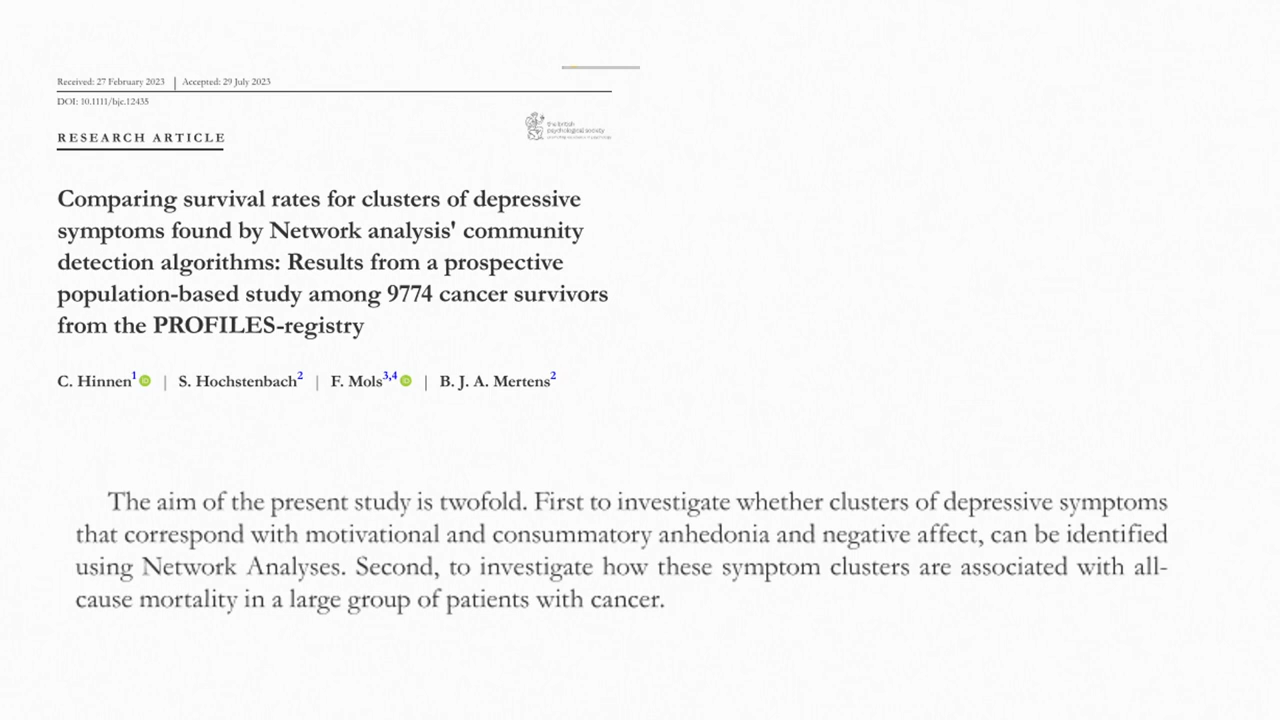 Received: 27 February 2023 | Accepted: 29 July 2023
DOI: 10.1111/bjc.12435
the british
psychological society
RESEARCH ARTICLE
Comparing survival rates for clusters of depressive
symptoms found by Network analysis' community
detection algorithms: Results from a prospective
population-based study among 9774 cancer survivors
from the PROFILES-registry
C. Hinnen1 | S. Hochstenbach2 | F. Mols3,4 | B. J. A. Mertens2
The aim of the present study is twofold. First to investigate whether clusters of depressive symptoms
that correspond with motivational and consummatory anhedonia and negative affect, can be identified
using Network Analyses. Second, to investigate how these symptom clusters are associated with all-
cause mortality in a large group of patients with cancer.